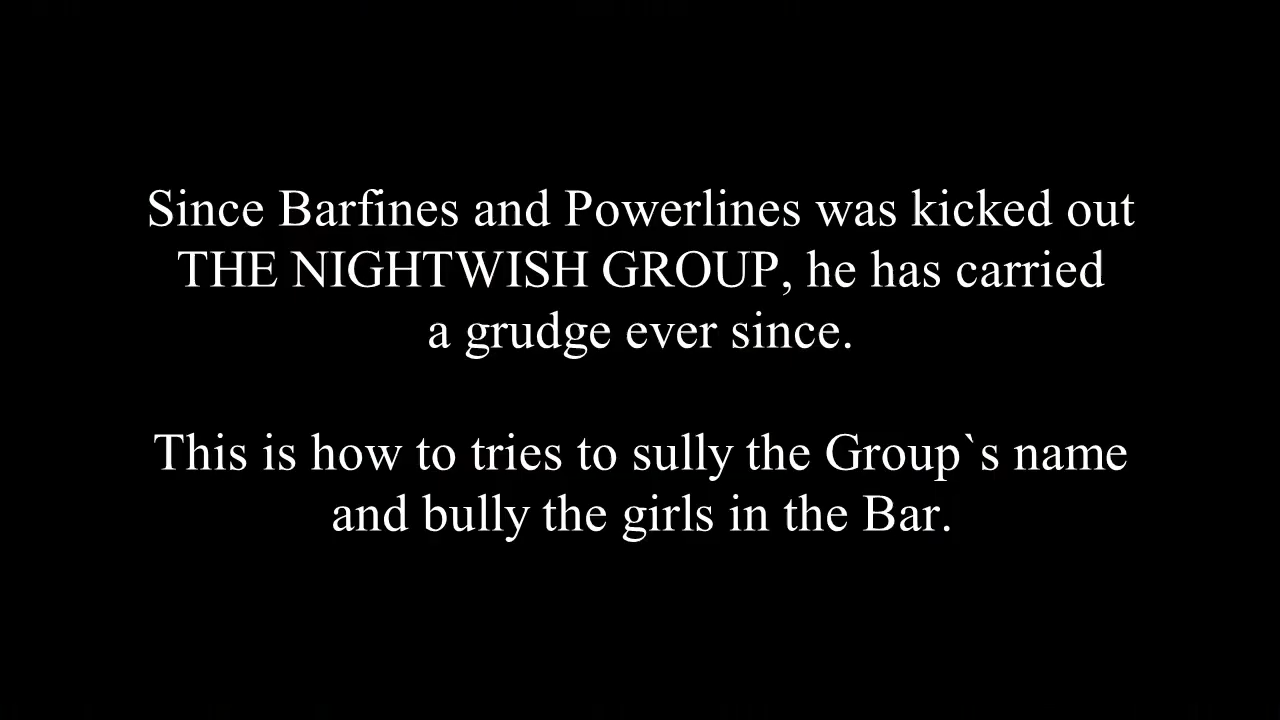 Since Barfines and Powerlines was kicked out
THE NIGHTWISH GROUP, he has carried
a grudge ever since.
This is how to tries to sully the Group`s name
and bully the girls in the Bar.